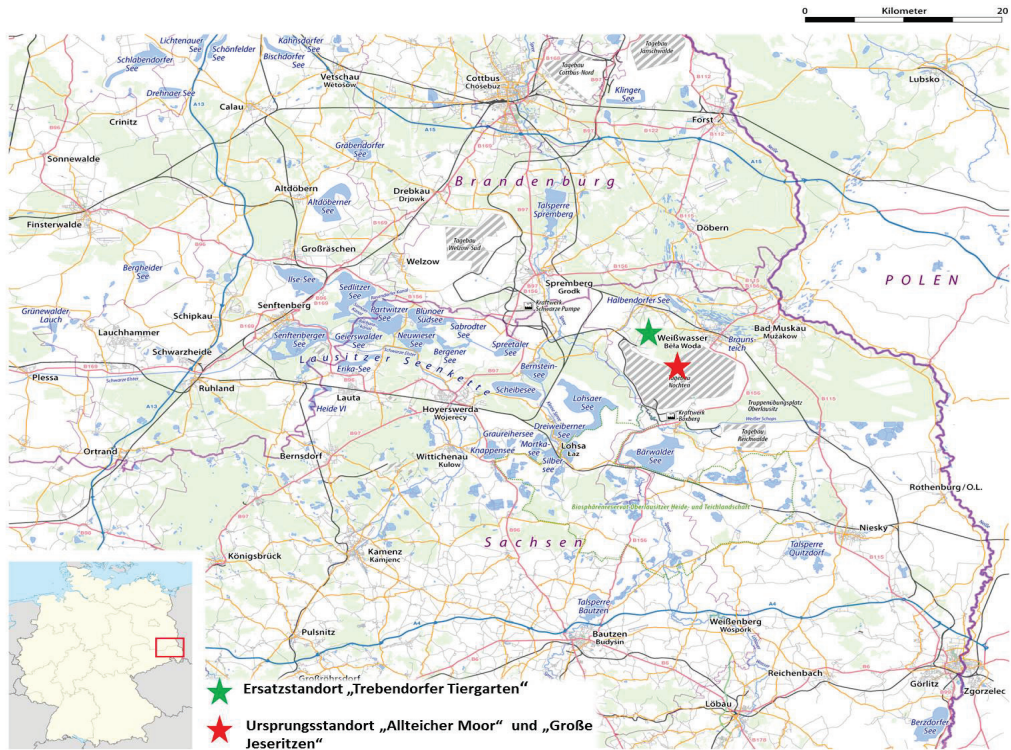 Kilometer
0 20
Lichtenauer See
Schönfelder See
Kahnsdorfer See
Bischdorfer See
Schlabendorfer See
Vetschau
Wětošow
Cottbus
Chóśebuz
Tagebau Cottbus-Nord
Tagebau Jänschwalde
Lubsko
Drehnaer See
Calau
Klinger See
Forst
Crinitz
A13
A15
B112
Sonnewalde
Gräbendorfer See
Brandenburg
Altdöbern
Altdöberner See
Drebkau
Drjowk
Talsperre Spremberg
Finsterwalde
Döbern
Großräschen
Tagebau Welzow-Süd
Welzow
Bergheider See
Ilse-See
Sedlitzer See
Spremberg
Grodk
POLEN
Grünewalder Lauch
Senftenberg
Partwitzer See
Blunoer Südsee
Kraftwerk Schwarze Pumpe
Halbendorfer See
Schipkau
Lauchhammer
Senftenberger See
Geierswalder See
Neuwieser See
Sabrodter See
Weißwasser
Běła Woda
Bad Muskau
Mužakow
Brauns-teich
Schwarzheide
Bergener See
Spreetaler See
Lausitzer Seenkette
Erika-See
Bernstein-see
Tagebau Nochten
Plessa
Ruhland
Lauta
Scheibesee
Lohsaer See
Truppenübungsplatz Oberlausitz
Heide VI
Hoyerswerda
Wojerecy
Kraftwerk Boxberg
Dreiweiberner See
Graureihersee
Mortka-see
Tagebau Reichwalde
Ortrand
Bernsdorf
Wittichenau
Kulow
Knappensee
Silber see
Lohsa
Łaz
Bärwalder See
Rothenburg/O.L.
Biosphärenreservat Oberlausitzer Heide- und Teichlandschaft
Niesky
Sachsen
Talsperre Quitzdorf
Königsbrück
Kamenz
Kamjenc
Talsperre Bautzen
A4
Pulsnitz
Bautzen
Budyšin
Weißenberg
Wóspórk
Reichenbach
Görlitz
Zgorzelec
Großröhrsdorf
Löbau
Berzdorfer See
Ersatzstandort „Trebendorfer Tiergarten“
Ursprungsstandort „Allteicher Moor“ und „Große
Jeseritzen“